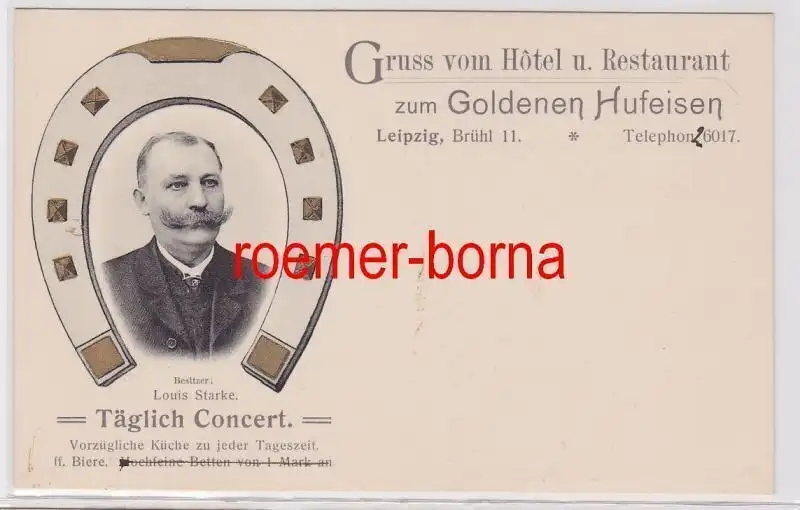 Gruss vom Hôtel u. Restaurant
zum Goldenen Hufeisen
Leipzig, Brühl 11. * Telephon 26017.
roemer-borna
Besitzer:
Louis Starke.
Täglich Concert.
Vorzügliche Küche zu jeder Tageszeit.
ff. Biere. Hochfeine Betten von 1 Mark an